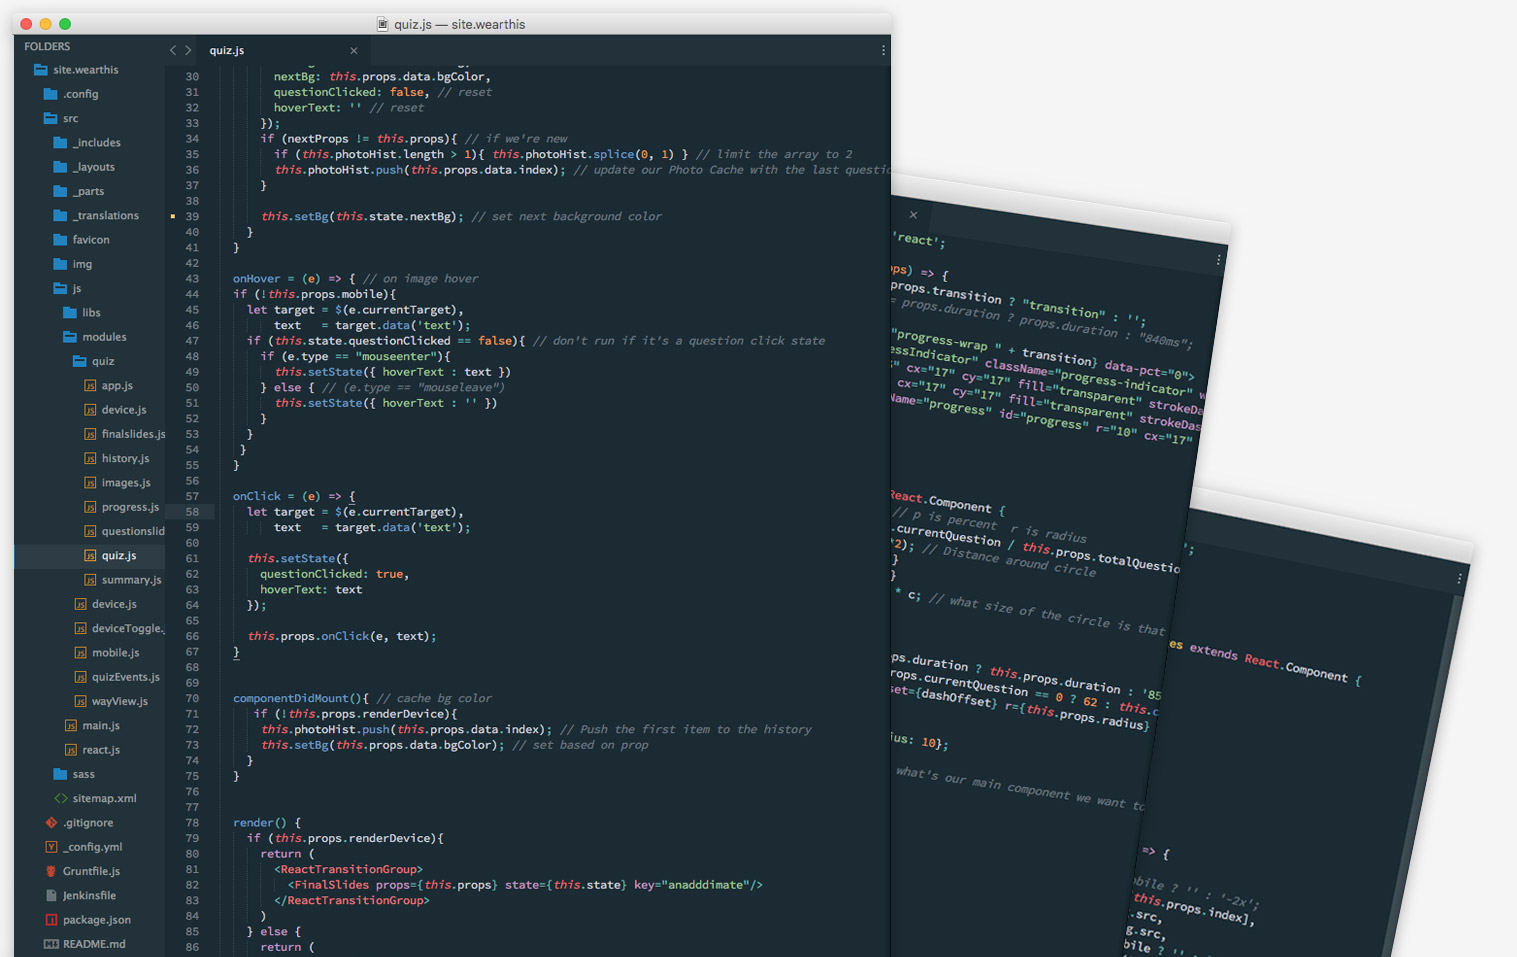 quiz.js — site.wearthis
FOLDERS
site.wearthis
.config
src
_includes
_layouts
_parts
_translations
favicon
img
js
libs
modules
quiz
app.js
device.js
finalslides.js
history.js
images.js
progress.js
questionslid
quiz.js
summary.js
device.js
deviceToggle.
mobile.js
quizEvents.js
wayView.js
main.js
react.js
sass
sitemap.xml
.gitignore
_config.yml
Gruntfile.js
Jenkinsfile
package.json
README.md
quiz.js
30 nextBg: this.props.data.bgColor,
31 questionClicked: false, // reset
32 hoverText: '' // reset
33 });
34 if (nextProps != this.props){ // if we're new
35 if (this.photoHist.length > 1){ this.photoHist.splice(0, 1) } // limit the array to 2
36 this.photoHist.push(this.props.data.index); // update our Photo Cache with the last questio
37 }
38
39 this.setBg(this.state.nextBg); // set next background color
40 }
41 }
42
43 onHover = (e) => { // on image hover
44 if (!this.props.mobile){
45 let target = $(e.currentTarget),
46 text = target.data('text');
47 if (this.state.questionClicked == false){ // don't run if it's a question click state
48 if (e.type == "mouseenter"){
49 this.setState({ hoverText : text })
50 } else { // (e.type == "mouseleave")
51 this.setState({ hoverText : '' })
52 }
53 }
54 }
55 }
56
57 onClick = (e) => {
58 let target = $(e.currentTarget),
59 text = target.data('text');
60
61 this.setState({
62 questionClicked: true,
63 hoverText: text
64 });
65
66 this.props.onClick(e, text);
67 }
68
69
70 componentDidMount(){ // cache bg color
71 if (!this.props.renderDevice){
72 this.photoHist.push(this.props.data.index); // Push the first item to the history
73 this.setBg(this.props.data.bgColor); // set based on prop
74 }
75 }
76
77
78 render() {
79 if (this.props.renderDevice){
80 return (
81 <ReactTransitionGroup>
82 <FinalSlides props={this.props} state={this.state} key="anadddimate"/>
83 </ReactTransitionGroup>
84 )
85 } else {
86 return (
'react';
ops) => {
props.transition ? "transition" : '';
= props.duration ? props.duration : "840ms";
"progress-wrap " + transition} data-pct="0">
essIndicator" className="progress-indicator" w
" cx="17" cy="17" fill="transparent" strokeDa
cx="17" cy="17" fill="transparent" strokeDas
Name="progress" id="progress" r="10" cx="17"
React.Component {
// p is percent r is radius
.currentQuestion / this.props.totalQuestio
*2); // Distance around circle
}
}
* c; // what size of the circle is that
ops.duration ? this.props.duration : '85
rops.currentQuestion == 0 ? 62 : this.c
set={dashOffset} r={this.props.radius}
ius: 10};
what's our main component we want to
';
es extends React.Component {
=> {
obile ? '' : '-2x';
this.props.index],
.src,
g.src,
bile ? ''